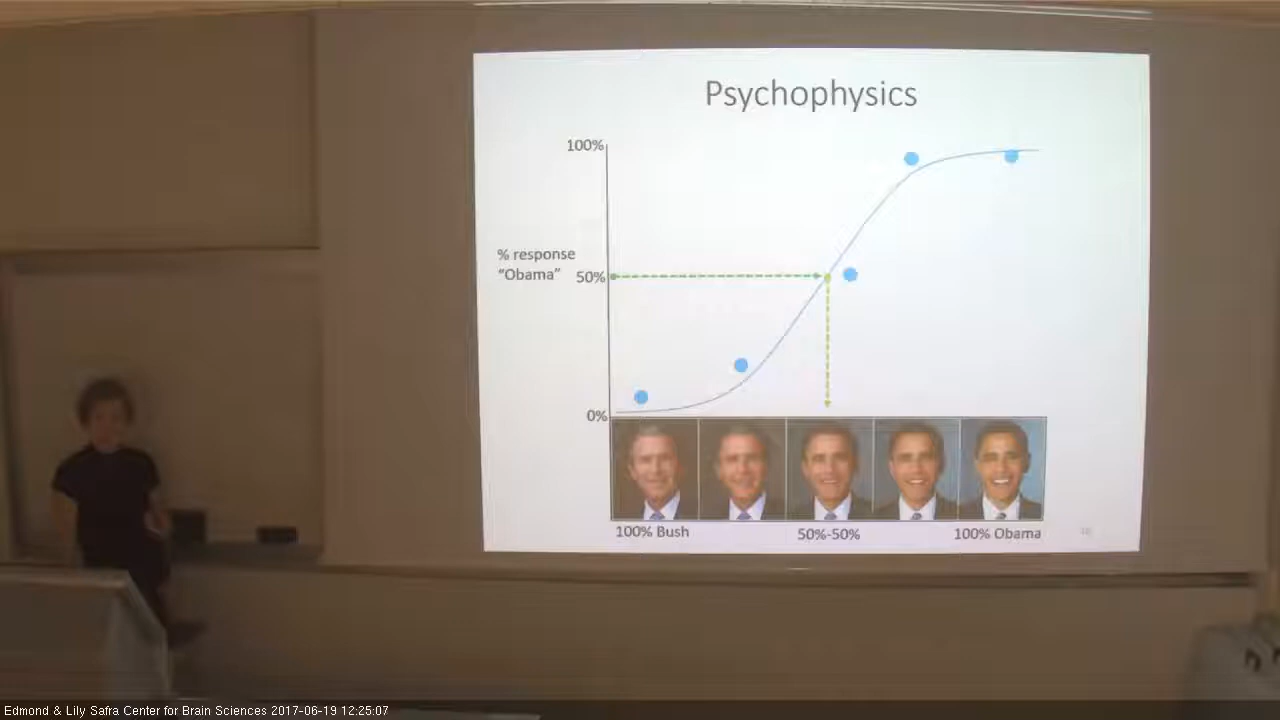 Psychophysics
100%
% response
“Obama”
50%
0%
100% Bush
50%-50%
100% Obama
Edmond & Lily Safra Center for Brain Sciences 2017-06-19 12:25:07